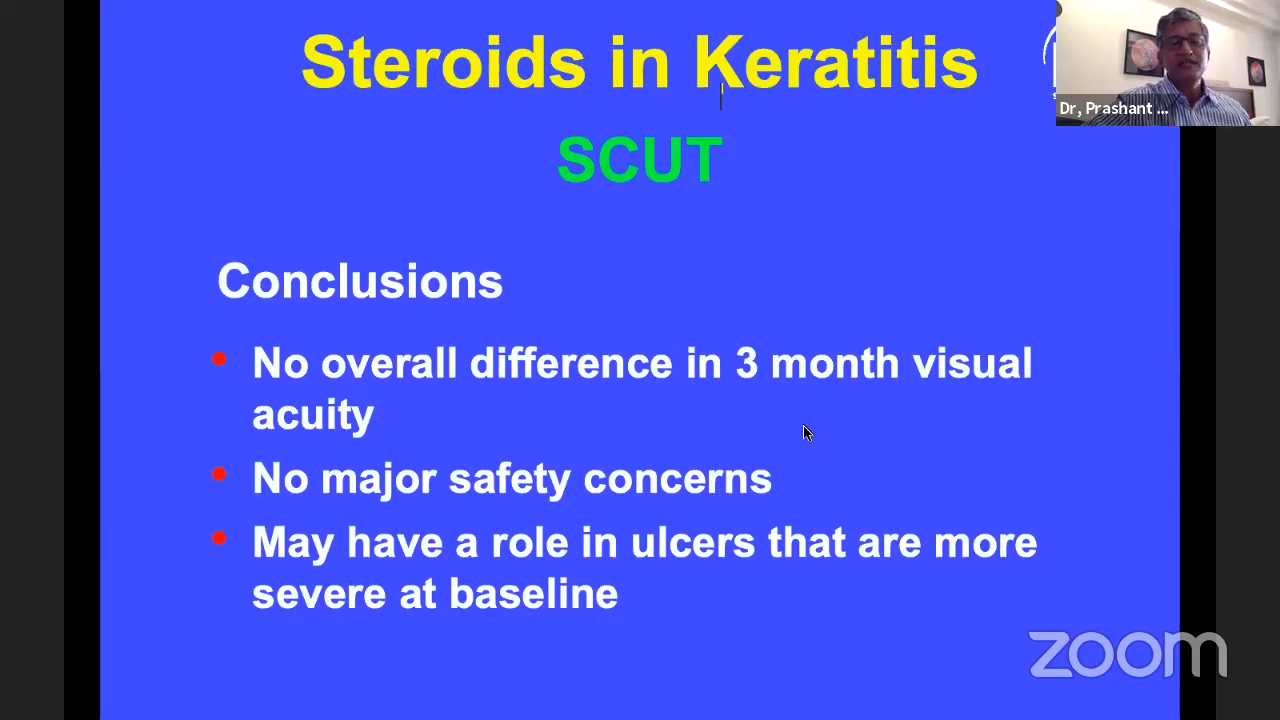 Steroids in Keratitis
SCUT
Dr, Prashant ...
Conclusions
No overall difference in 3 month visual
acuity
No major safety concerns
May have a role in ulcers that are more
severe at baseline
zoom